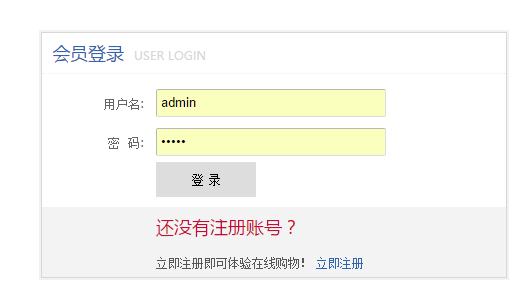 会员登录 USER LOGIN
用户名: admin
密 码: •••••
登 录
还没有注册账号？
立即注册即可体验在线购物！ 立即注册